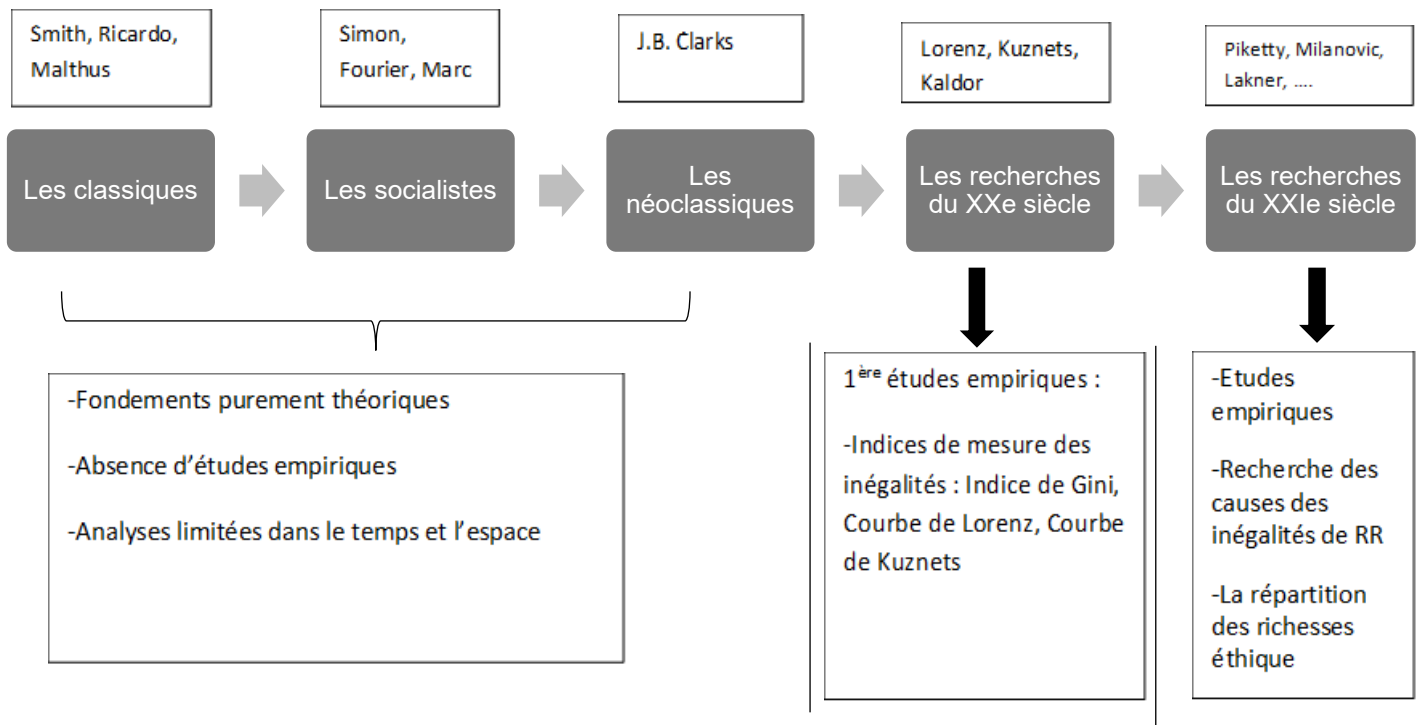 Smith, Ricardo,
Malthus
Simon,
Fourier, Marc
J.B. Clarks
Lorenz, Kuznets,
Kaldor
Piketty, Milanovic,
Lakner, ....
Les classiques
Les socialistes
Les
néoclassiques
Les recherches
du XXe siècle
Les recherches
du XXIe siècle
-Fondements purement théoriques
-Absence d'études empiriques
-Analyses limitées dans le temps et l'espace
1ère études empiriques :
-Indices de mesure des
inégalités : Indice de Gini,
Courbe de Lorenz, Courbe
de Kuznets
-Etudes
empiriques
-Recherche des
causes des
inégalités de RR
-La répartition
des richesses
éthique